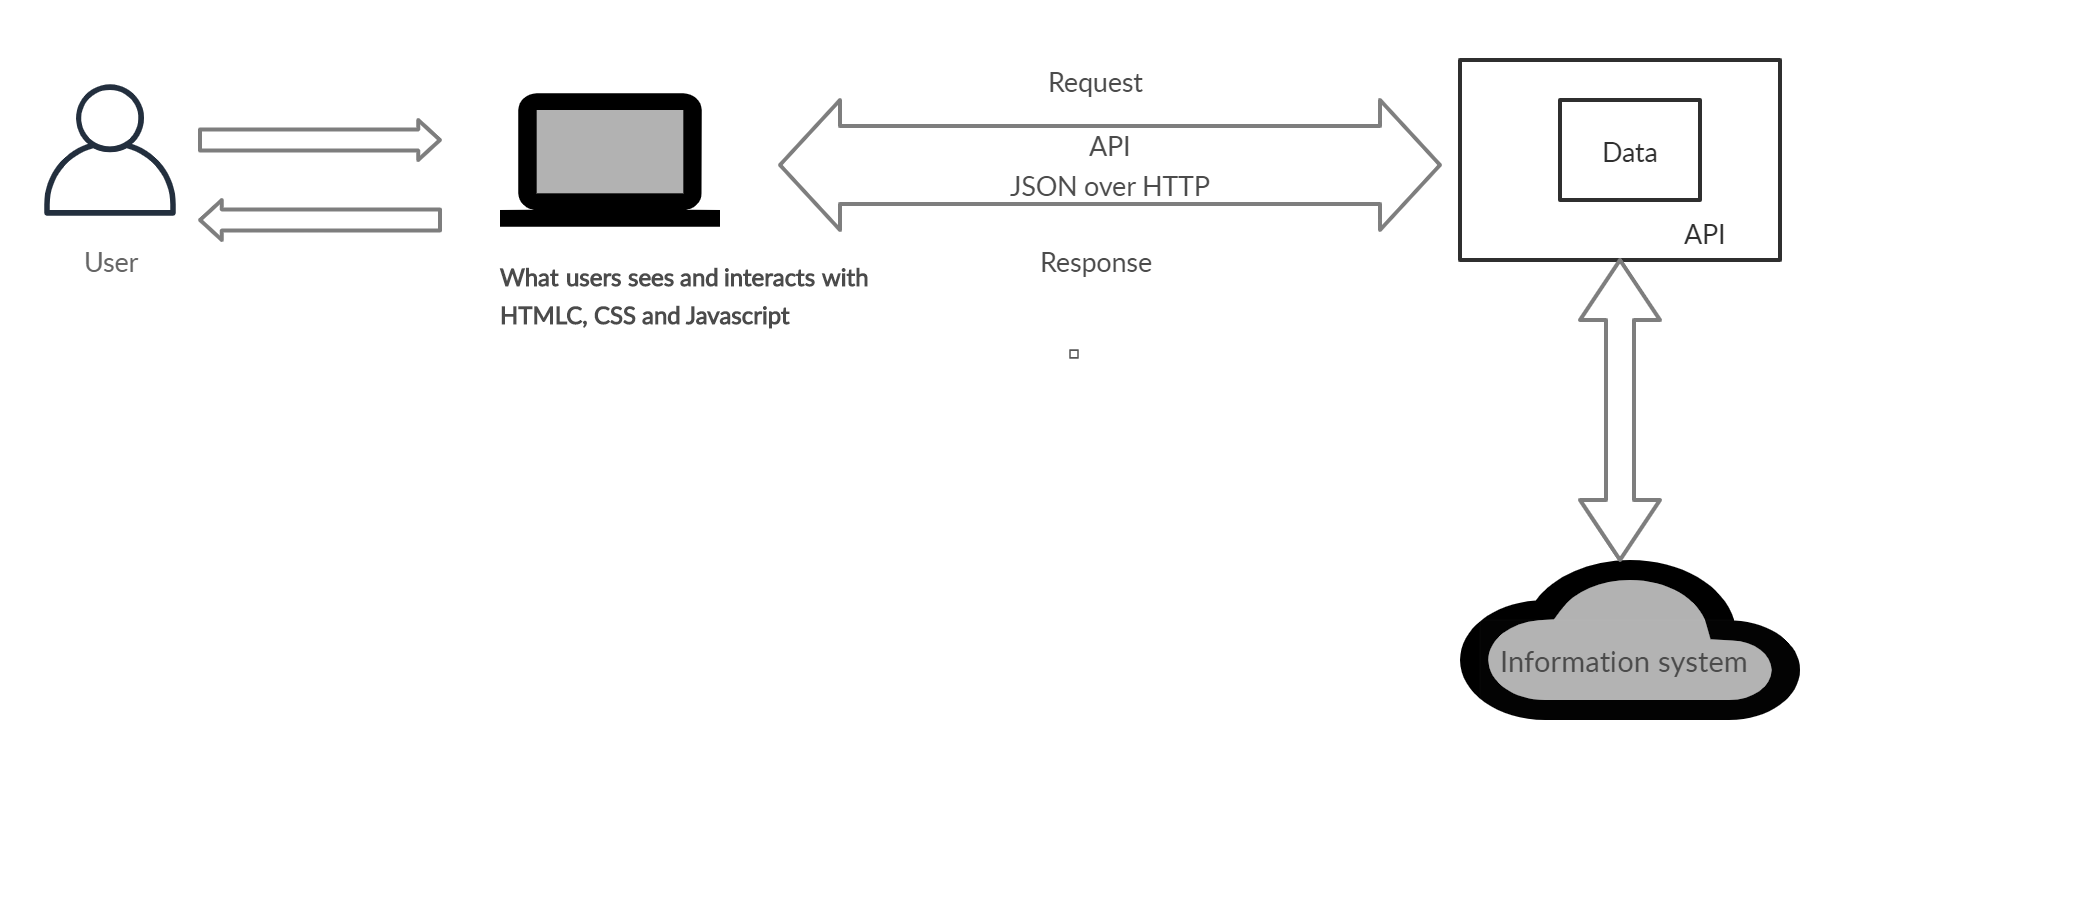 User
What users sees and interacts with
HTMLC, CSS and Javascript
Request
API
JSON over HTTP
Response
Data
API
Information system